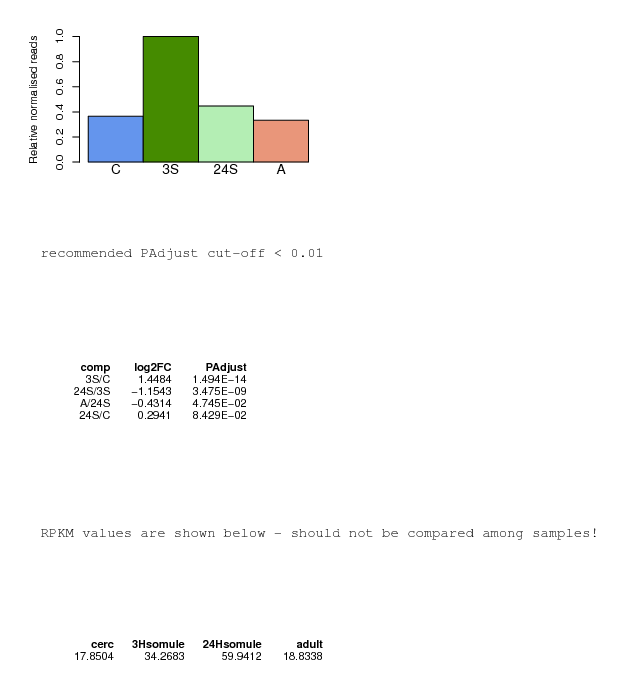 Relative normalised reads
1.0
0.8
0.6
0.4
0.2
0.0
C 3S 24S A
recommended PAdjust cut-off < 0.01
comp log2FC PAdjust
3S/C 1.4484 1.494E−14
24S/3S −1.1543 3.475E−09
A/24S −0.4314 4.745E−02
24S/C 0.2941 8.429E−02
RPKM values are shown below - should not be compared among samples!
cerc 3Hsomule 24Hsomule adult
17.8504 34.2683 59.9412 18.8338